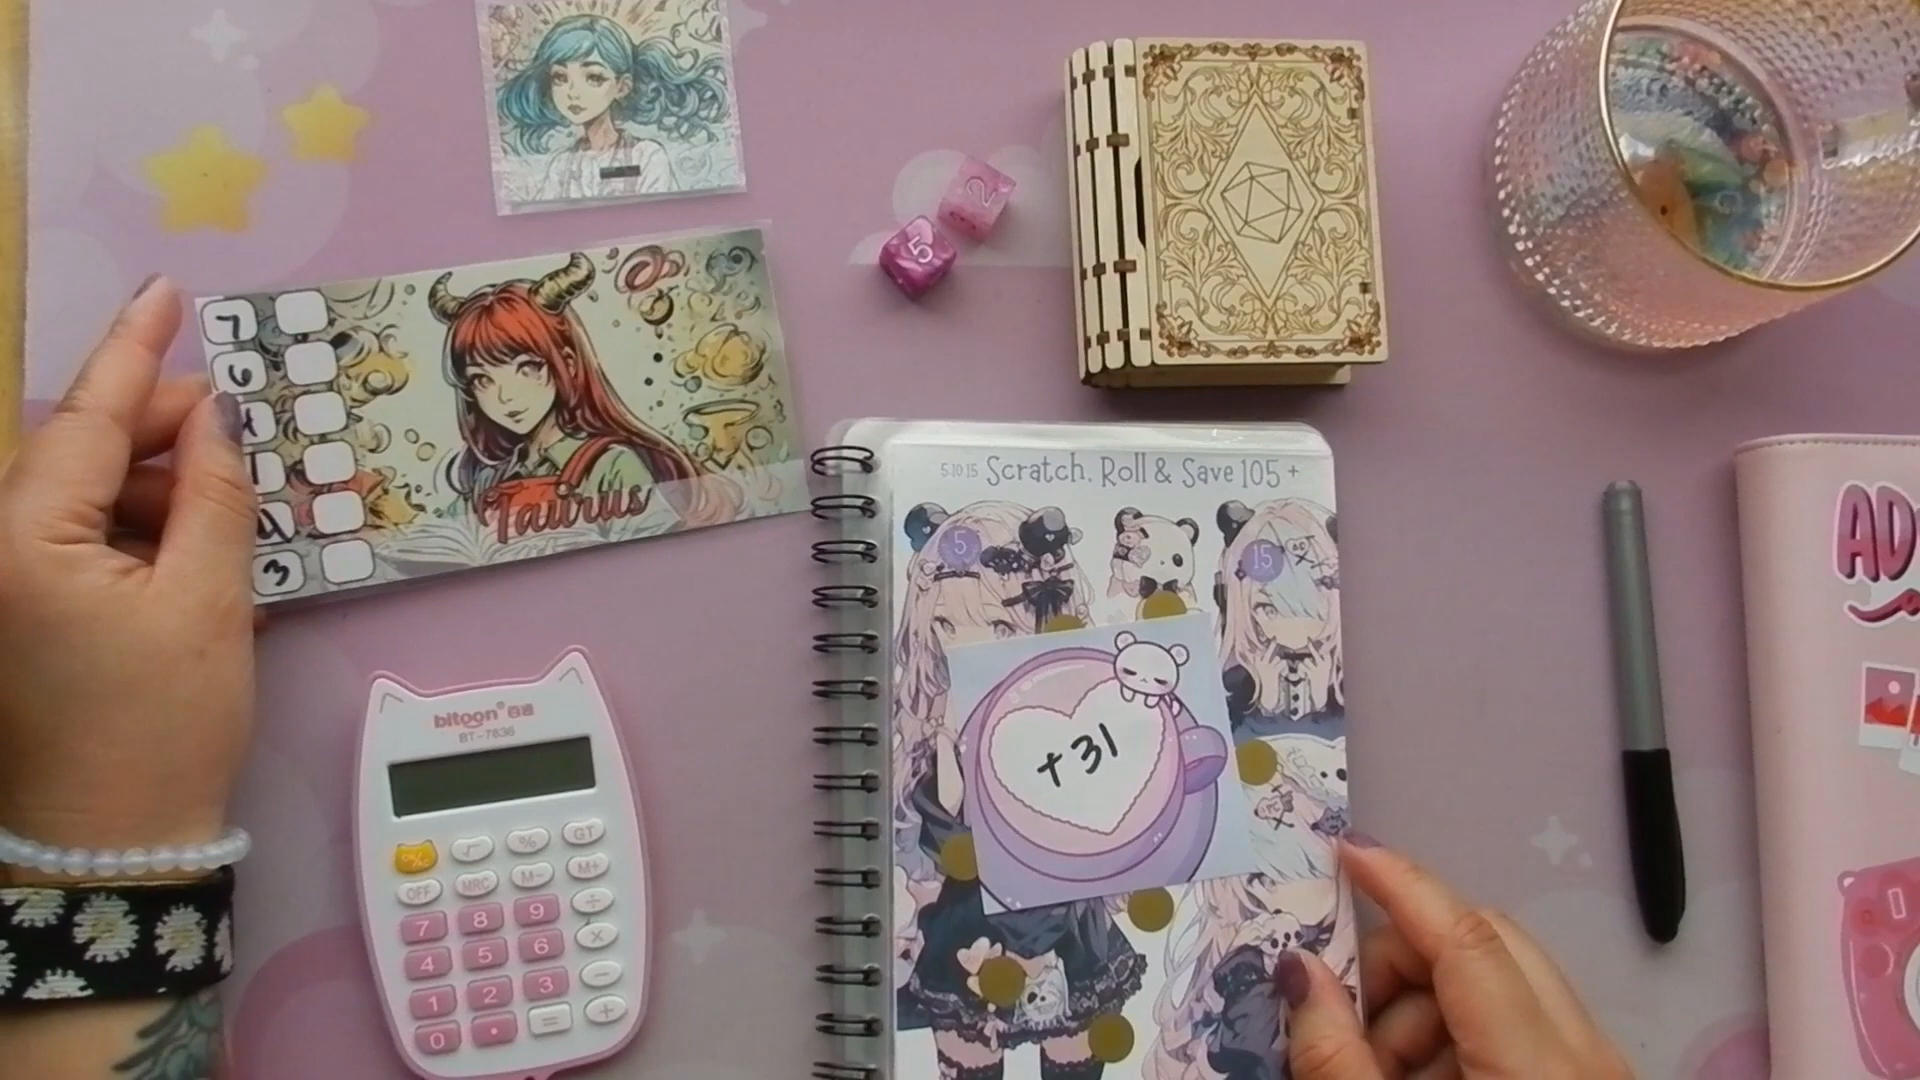 2
5
7
6
4
1
4
3
Taurus
5.10.15 Scratch, Roll & Save 105 +
5
15
+31
AD
bitoon
BT-7836
√ % GT
OFF MRC M- M+
7 8 9 ÷
4 5 6 ×
1 2 3 -
0 . = +